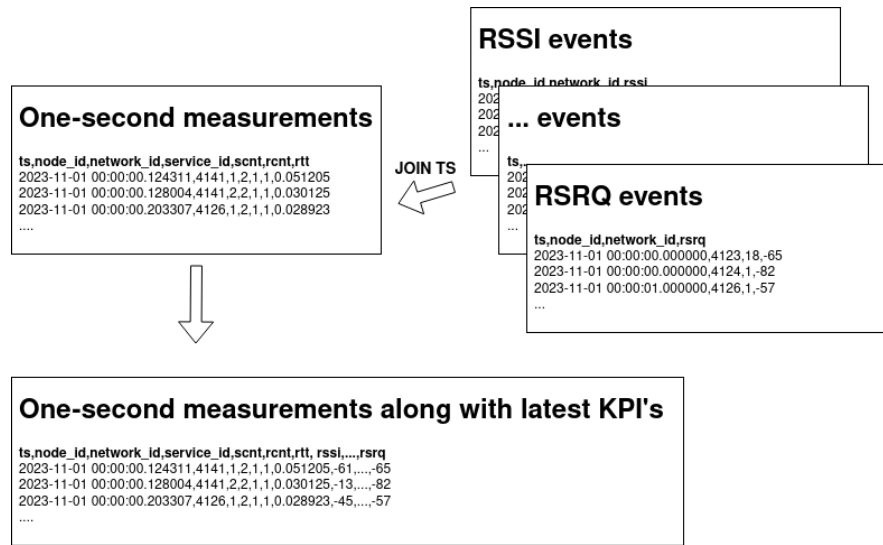 One-second measurements
ts,node_id,network_id,service_id,scnt,rcnt,rtt
2023-11-01 00:00:00.124311,4141,1,2,1,1,0.051205
2023-11-01 00:00:00.128004,4141,2,2,1,1,0.030125
2023-11-01 00:00:00.203307,4126,1,2,1,1,0.028923
....
JOIN TS
RSSI events
ts,node_id,network_id,rssi
202
202
202
...
... events
ts,
202
202
202
...
RSRQ events
ts,node_id,network_id,rsrq
2023-11-01 00:00:00.000000,4123,18,-65
2023-11-01 00:00:00.000000,4124,1,-82
2023-11-01 00:00:01.000000,4126,1,-57
...
One-second measurements along with latest KPI's
ts,node_id,network_id,service_id,scnt,rcnt,rtt, rssi,...,rsrq
2023-11-01 00:00:00.124311,4141,1,2,1,1,0.051205,-61,...,-65
2023-11-01 00:00:00.128004,4141,2,2,1,1,0.030125,-13,...,-82
2023-11-01 00:00:00.203307,4126,1,2,1,1,0.028923,-45,...,-57
....